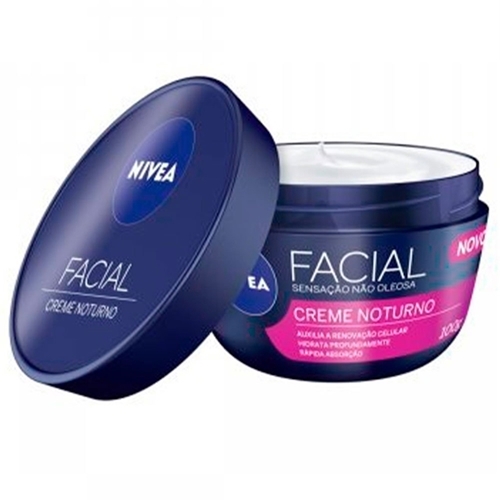 NIVEA
FACIAL
CREME NOTURNO
NOVO
NIVEA
FACIAL
SENSAÇÃO NÃO OLEOSA
CREME NOTURNO
AUXILIA A RENOVAÇÃO CELULAR
HIDRATA PROFUNDAMENTE
RÁPIDA ABSORÇÃO
100g